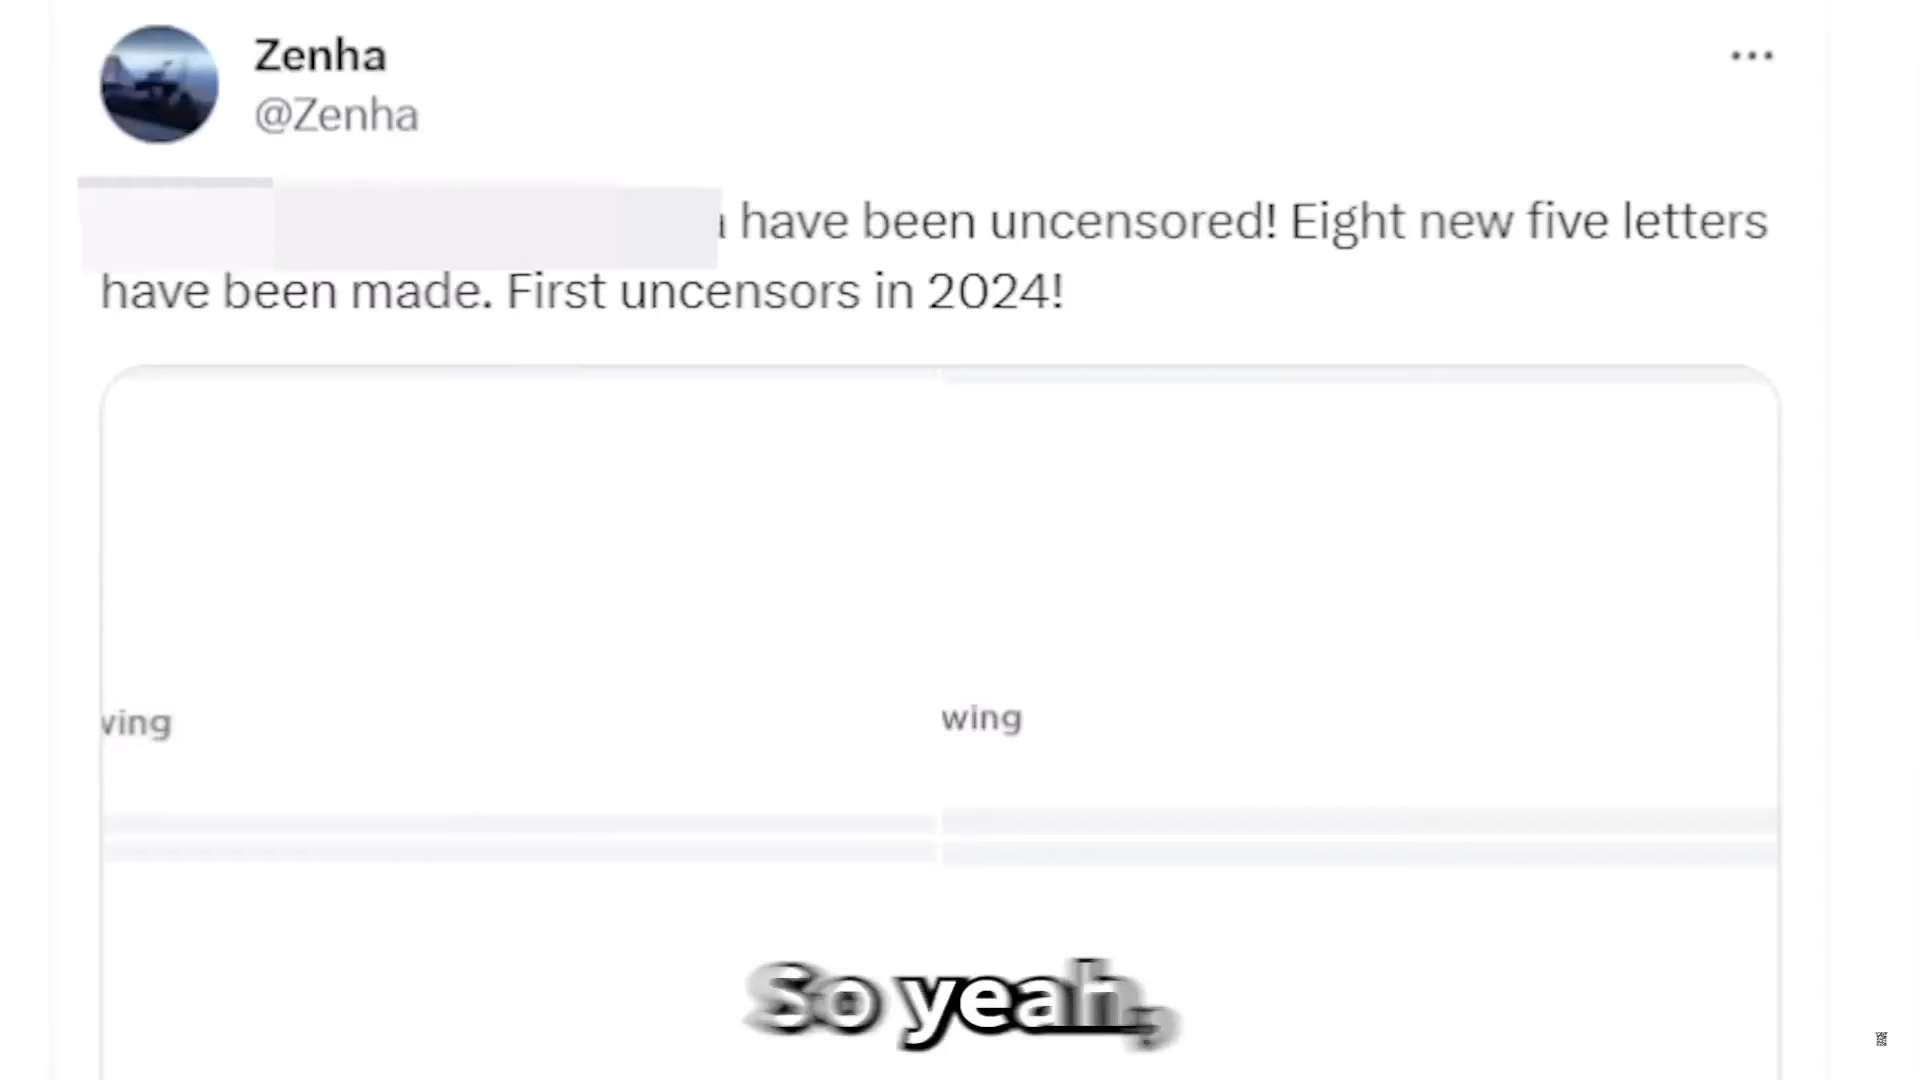 Zenha
@Zenha
have been uncensored! Eight new five letters
have been made. First uncensors in 2024!
wing
wing
So yeah,